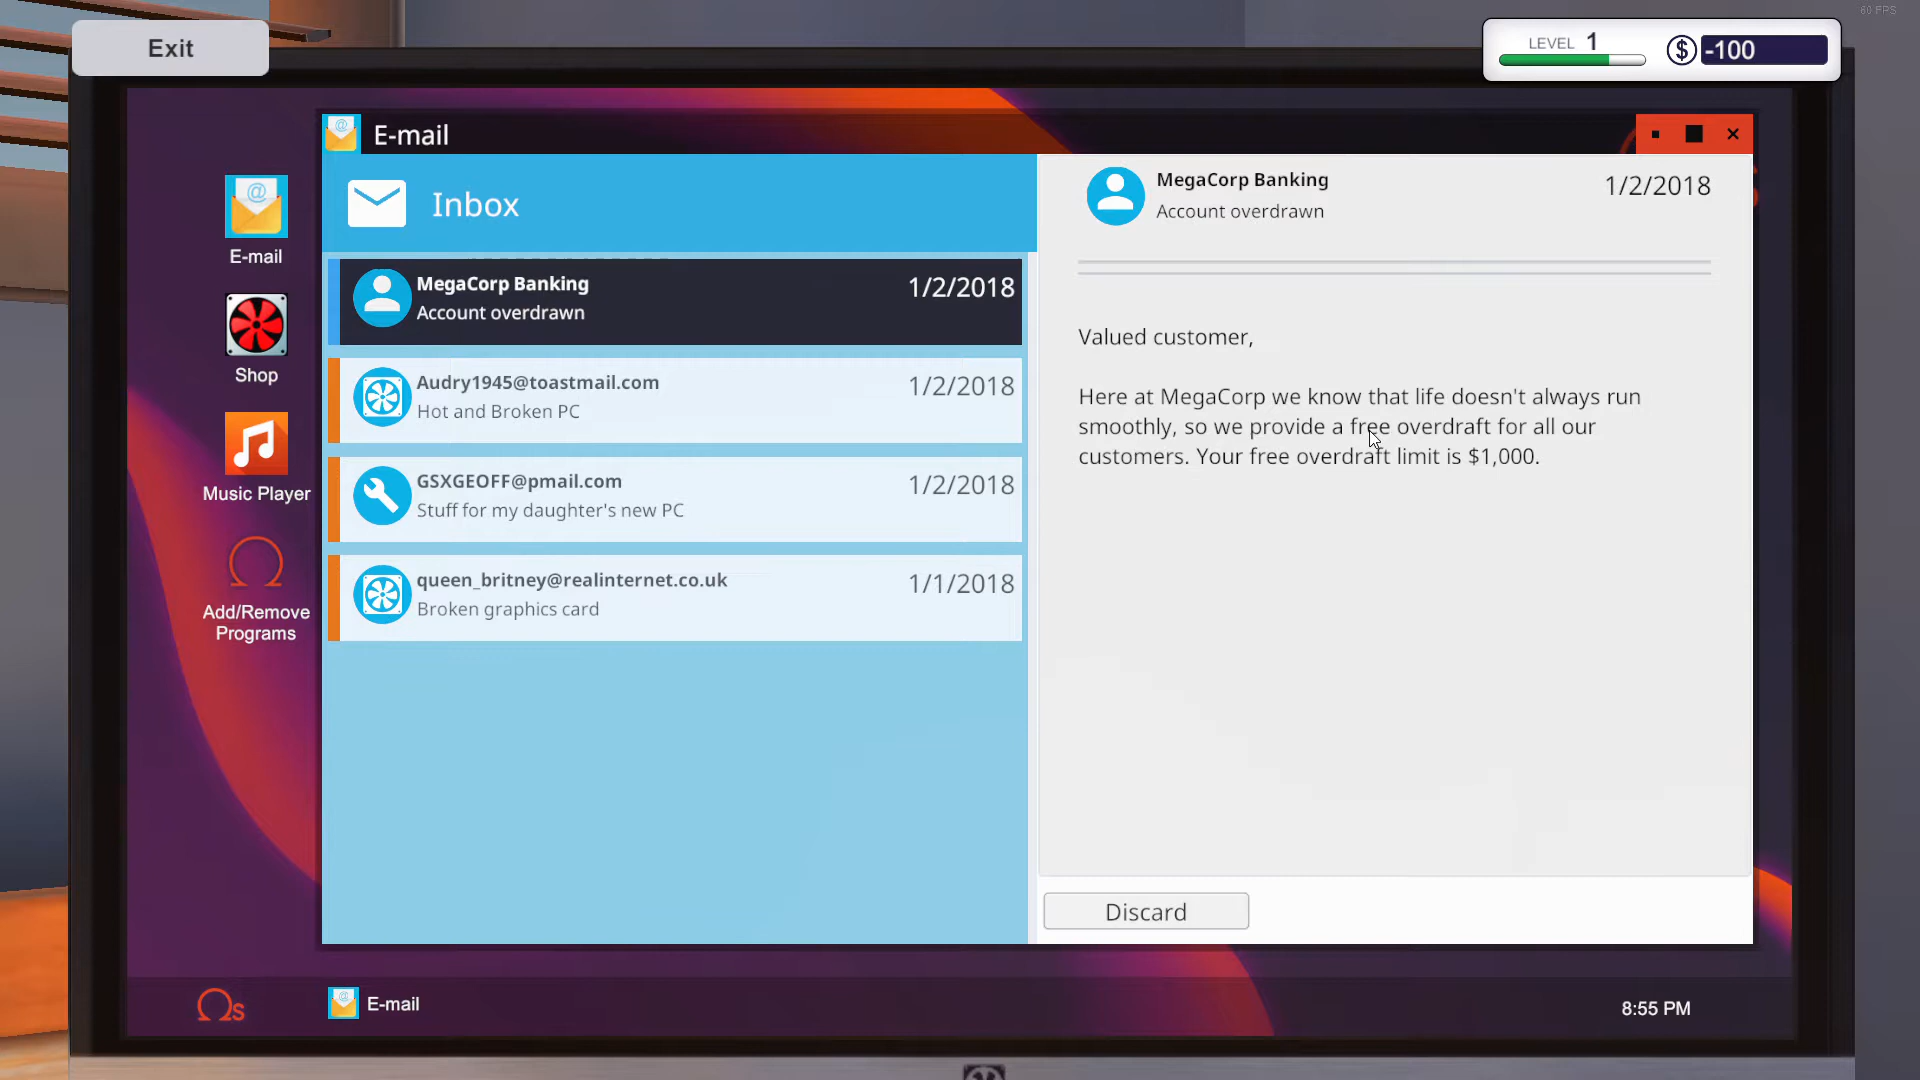 60 FPS
Exit
LEVEL 1
$ -100
E-mail
E-mail
Shop
Music Player
Add/Remove
Programs
Inbox
MegaCorp Banking
Account overdrawn
1/2/2018
Audry1945@toastmail.com
Hot and Broken PC
1/2/2018
GSXGEOFF@pmail.com
Stuff for my daughter's new PC
1/2/2018
queen_britney@realinternet.co.uk
Broken graphics card
1/1/2018
MegaCorp Banking
Account overdrawn
1/2/2018
Valued customer,
Here at MegaCorp we know that life doesn't always run
smoothly, so we provide a free overdraft for all our
customers. Your free overdraft limit is $1,000.
Discard
Ωs
E-mail
8:55 PM